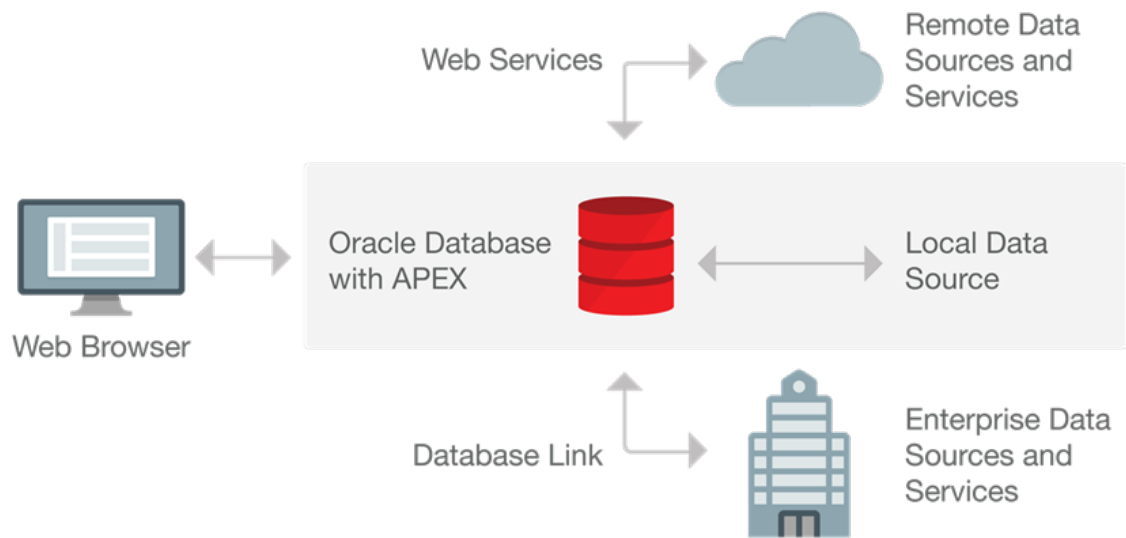 Web Services
Remote Data
Sources and
Services
Web Browser
Oracle Database
with APEX
Local Data
Source
Database Link
Enterprise Data
Sources and
Services